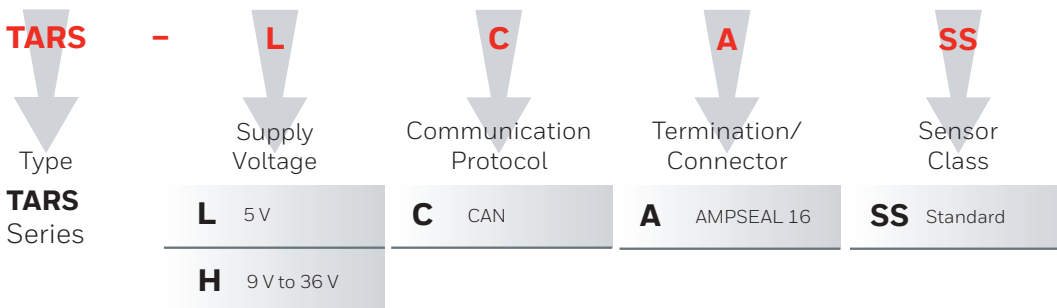 TARS – L C A SS
Type
Supply
Voltage
Communication
Protocol
Termination/
Connector
Sensor
Class
TARS
Series
L 5 V
C CAN
A AMPSEAL 16
SS Standard
H 9 V to 36 V